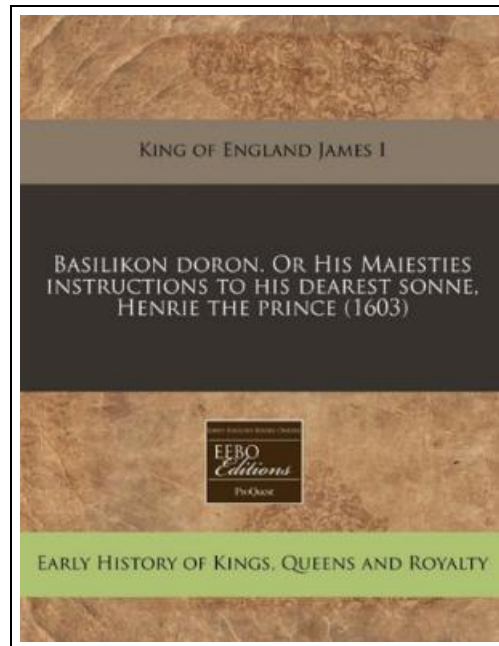 King of England James I
Basilikon doron. Or His Maiesties
instructions to his dearest sonne,
Henrie the prince (1603)
EEBO
Editions
ProQuest
Early History of Kings, Queens and Royalty